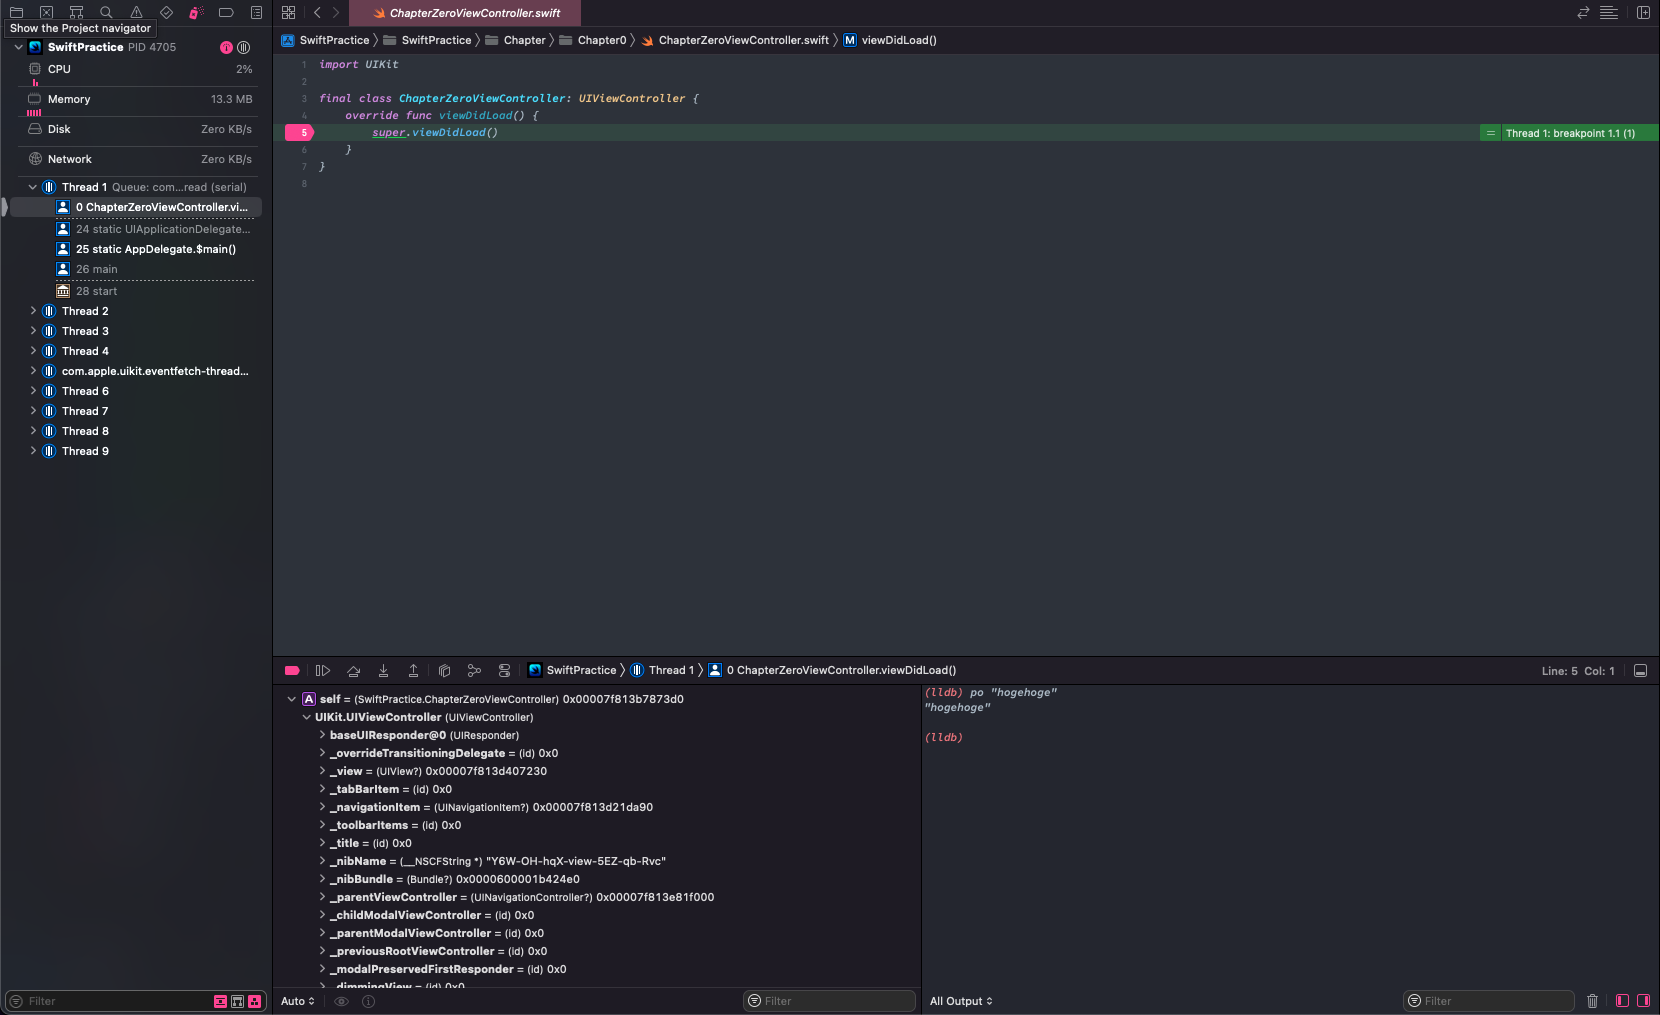 ChapterZeroViewController.swift
Show the Project navigator
SwiftPractice PID 4705
CPU 2%
Memory 13.3 MB
Disk Zero KB/s
Network Zero KB/s
Thread 1 Queue: com...read (serial)
0 ChapterZeroViewController.vi...
24 static UIApplicationDelegate...
25 static AppDelegate.$main()
26 main
28 start
Thread 2
Thread 3
Thread 4
com.apple.uikit.eventfetch-thread...
Thread 6
Thread 7
Thread 8
Thread 9
Filter
SwiftPractice SwiftPractice Chapter Chapter0 ChapterZeroViewController.swift M viewDidLoad()
1 import UIKit
2
3 final class ChapterZeroViewController: UIViewController {
4 override func viewDidLoad() {
5 super.viewDidLoad()
Thread 1: breakpoint 1.1 (1)
6 }
7 }
8
SwiftPractice Thread 1 0 ChapterZeroViewController.viewDidLoad()
Line: 5 Col: 1
A self = (SwiftPractice.ChapterZeroViewController) 0x00007f813b7873d0
UIKit.UIViewController (UIViewController)
baseUIResponder@0 (UIResponder)
_overrideTransitioningDelegate = (id) 0x0
_view = (UIView?) 0x00007f813d407230
_tabBarItem = (id) 0x0
_navigationItem = (UINavigationItem?) 0x00007f813d21da90
_toolbarItems = (id) 0x0
_title = (id) 0x0
_nibName = (__NSCFString *) "Y6W-OH-hqX-view-5EZ-qb-Rvc"
_nibBundle = (Bundle?) 0x0000600001b424e0
_parentViewController = (UINavigationController?) 0x00007f813e81f000
_childModalViewController = (id) 0x0
_parentModalViewController = (id) 0x0
_previousRootViewController = (id) 0x0
_modalPreservedFirstResponder = (id) 0x0
_dimmingView = (id) 0x0
Auto
Filter
(lldb) po "hogehoge"
"hogehoge"
(lldb)
All Output
Filter